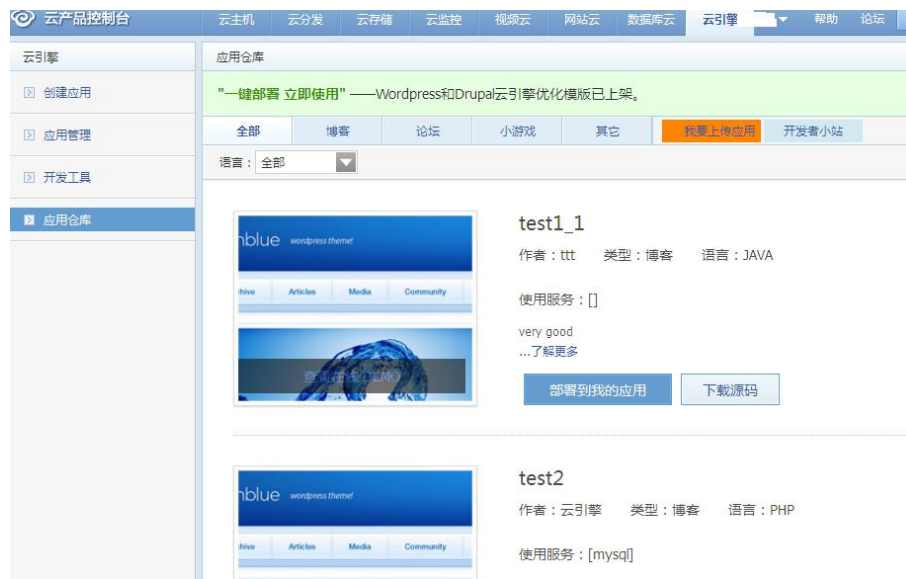 云产品控制台 云主机 云分发 云存储 云监控 视频云 网站云 数据库云 云引擎 帮助 论坛
云引擎
创建应用
应用管理
开发工具
应用仓库
应用仓库
"一键部署 立即使用" ——Wordpress和Drupal云引擎优化模版已上架。
全部 博客 论坛 小游戏 其它 我要上传应用 开发者小站
语言：全部
nblue wordpress theme!
hive Articles Media Community
test1_1
作者：ttt 类型：博客 语言：JAVA
使用服务：[]
very good
...了解更多
部署到我的应用 下载源码
nblue wordpress theme!
hive Articles Media Community
test2
作者：云引擎 类型：博客 语言：PHP
使用服务：[mysql]